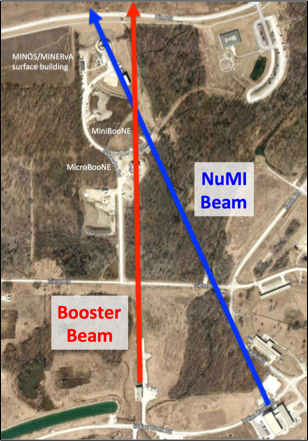 MINOS/MINERvA
surface building
MiniBooNE
MicroBooNE
NuMI
Beam
Booster
Beam